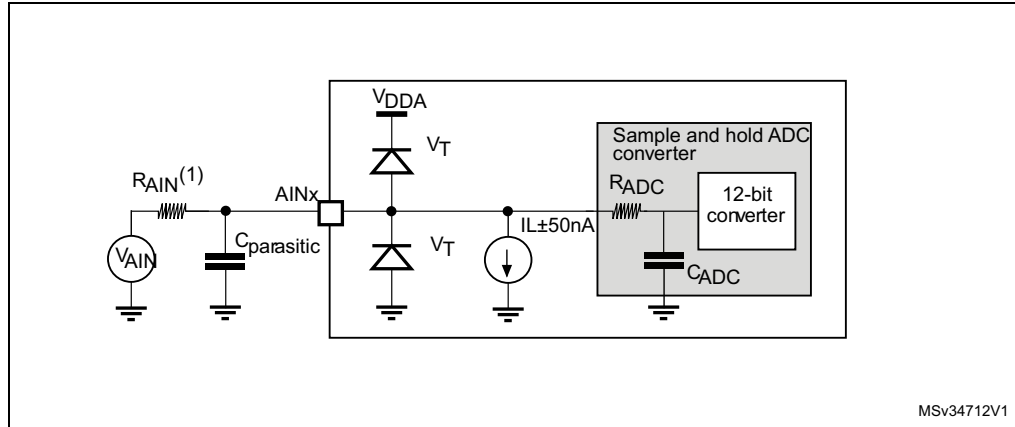 VDDA
VT
Sample and hold ADC
converter
RAIN(1)
AINx
RADC
12-bit
converter
VAIN
Cparasitic
VT
IL±50nA
CADC
MSv34712V1